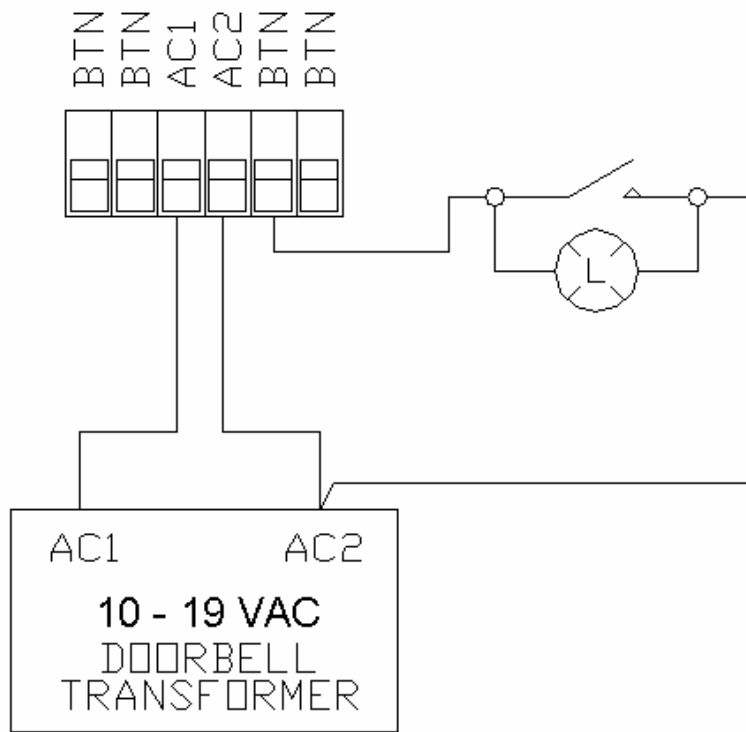 BTN BTN AC1 AC2 BTN BTN
L
AC1 AC2
10 - 19 VAC
DOORBELL
TRANSFORMER